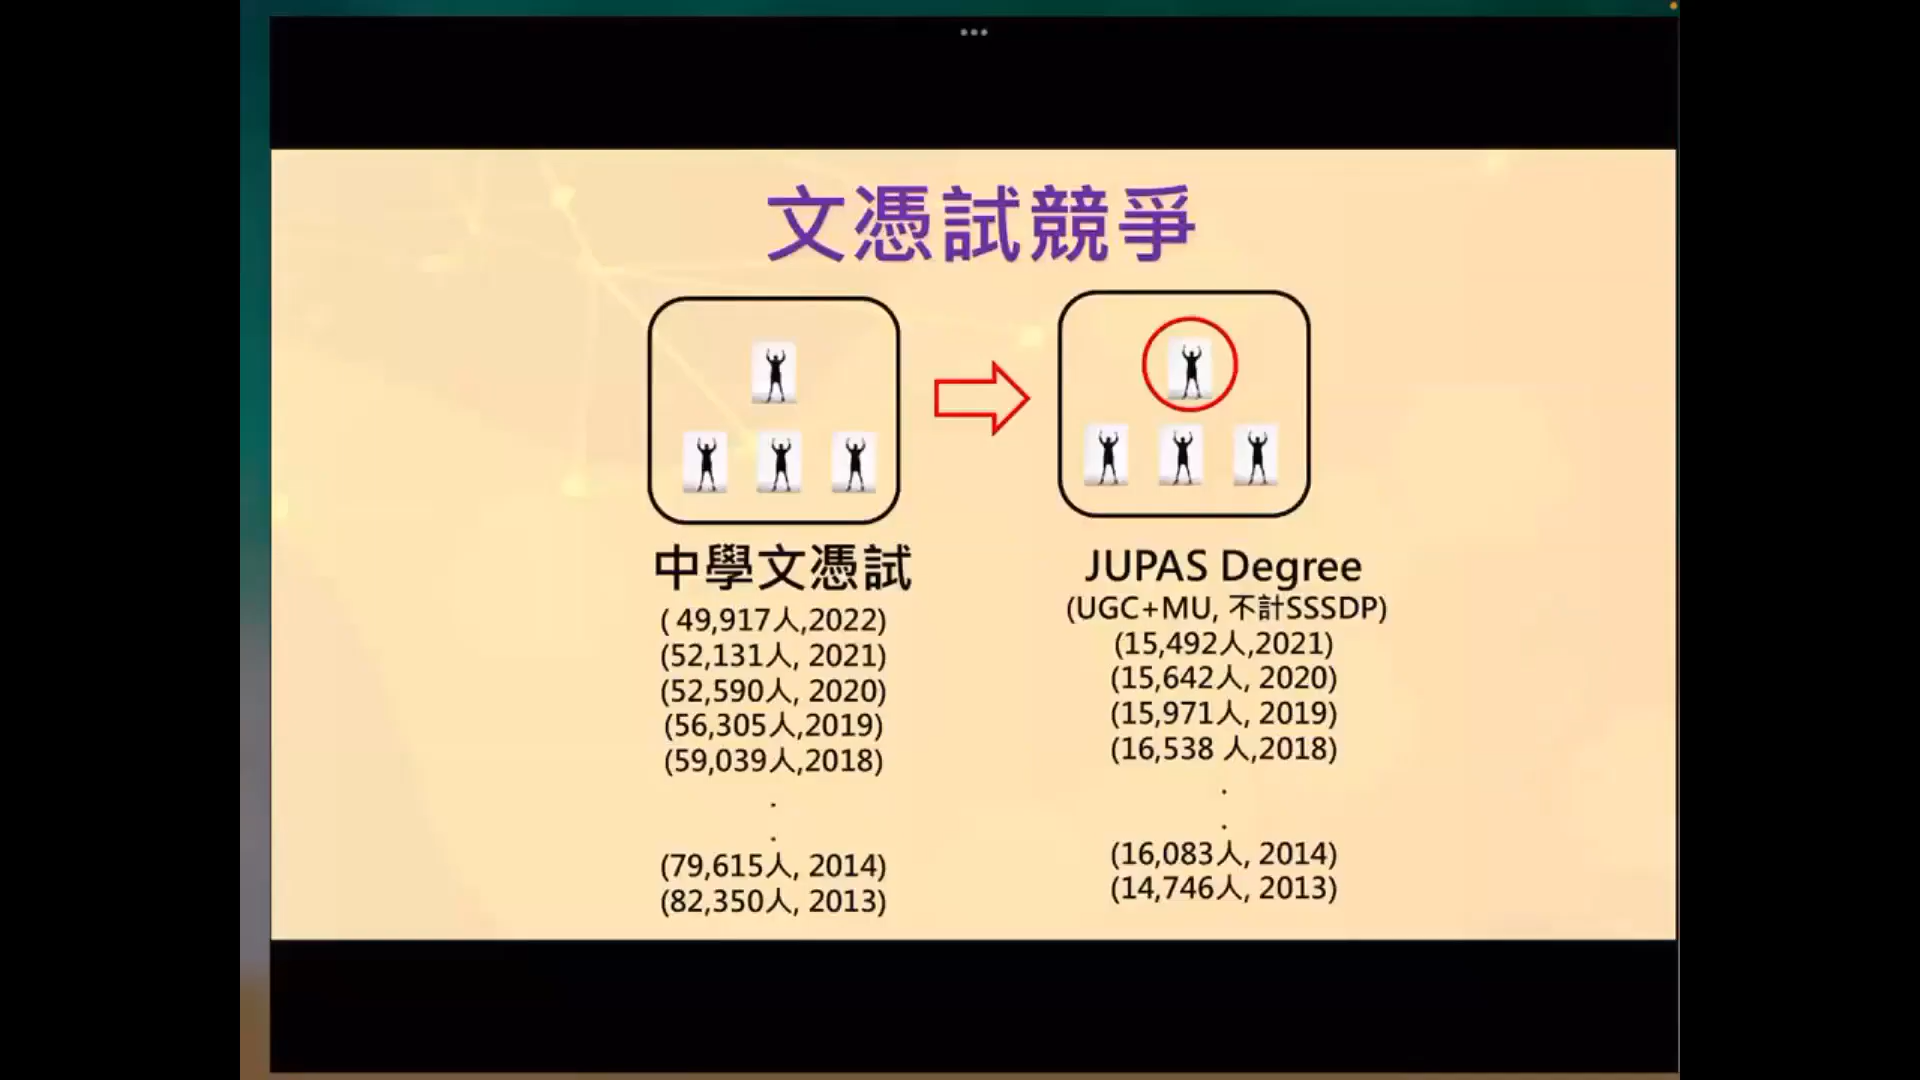 文憑試競爭
中學文憑試
( 49,917人,2022)
(52,131人, 2021)
(52,590人, 2020)
(56,305人,2019)
(59,039人,2018)
.
.
(79,615人, 2014)
(82,350人, 2013)
JUPAS Degree
(UGC+MU, 不計SSSDP)
(15,492人,2021)
(15,642人, 2020)
(15,971人, 2019)
(16,538 人,2018)
.
.
(16,083人, 2014)
(14,746人, 2013)